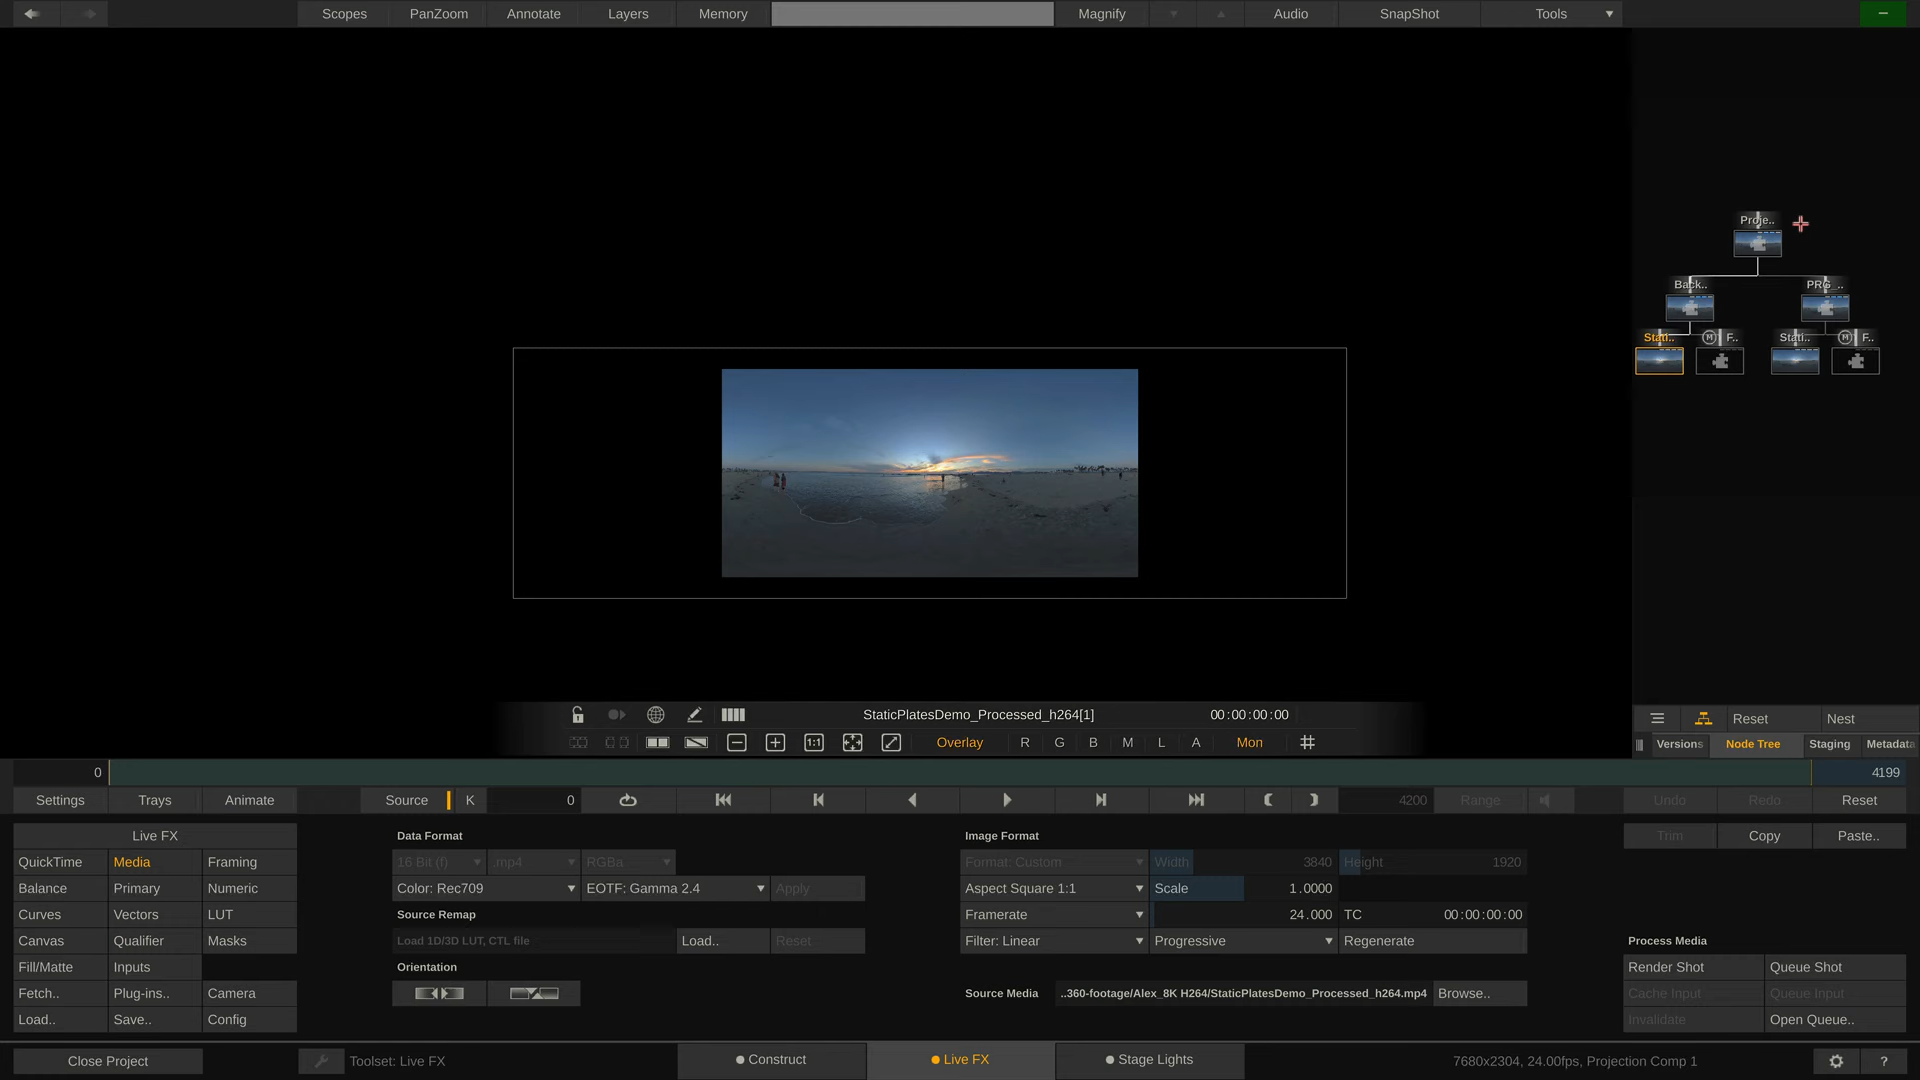 Scopes PanZoom Annotate Layers Memory Magnify Audio SnapShot Tools
Proje..
Back.. PRG_..
Stati.. M F.. Stati.. M F..
StaticPlatesDemo_Processed_h264[1] 00:00:00:00
1:1 Overlay R G B M L A Mon
Reset Nest
Versions Node Tree Staging Metadata
0 4199
Settings Trays Animate Source K 0 4200 Range Undo Redo Reset
Live FX Data Format Image Format Trim Copy Paste..
QuickTime Media Framing 16 Bit (f) .mp4 RGBa Format: Custom Width 3840 Height 1920
Balance Primary Numeric Color: Rec709 EOTF: Gamma 2.4 Apply Aspect Square 1:1 Scale 1.0000
Curves Vectors LUT Source Remap Framerate 24.000 TC 00:00:00:00
Canvas Qualifier Masks Load 1D/3D LUT, CTL file Load.. Reset Filter: Linear Progressive Regenerate Process Media
Fill/Matte Inputs Orientation Render Shot Queue Shot
Fetch.. Plug-ins.. Camera Source Media ..360-footage/Alex_8K H264/StaticPlatesDemo_Processed_h264.mp4 Browse.. Cache Input Queue Input
Load.. Save.. Config Invalidate Open Queue..
Close Project Toolset: Live FX Construct Live FX Stage Lights 7680x2304, 24.00fps, Projection Comp 1 ?